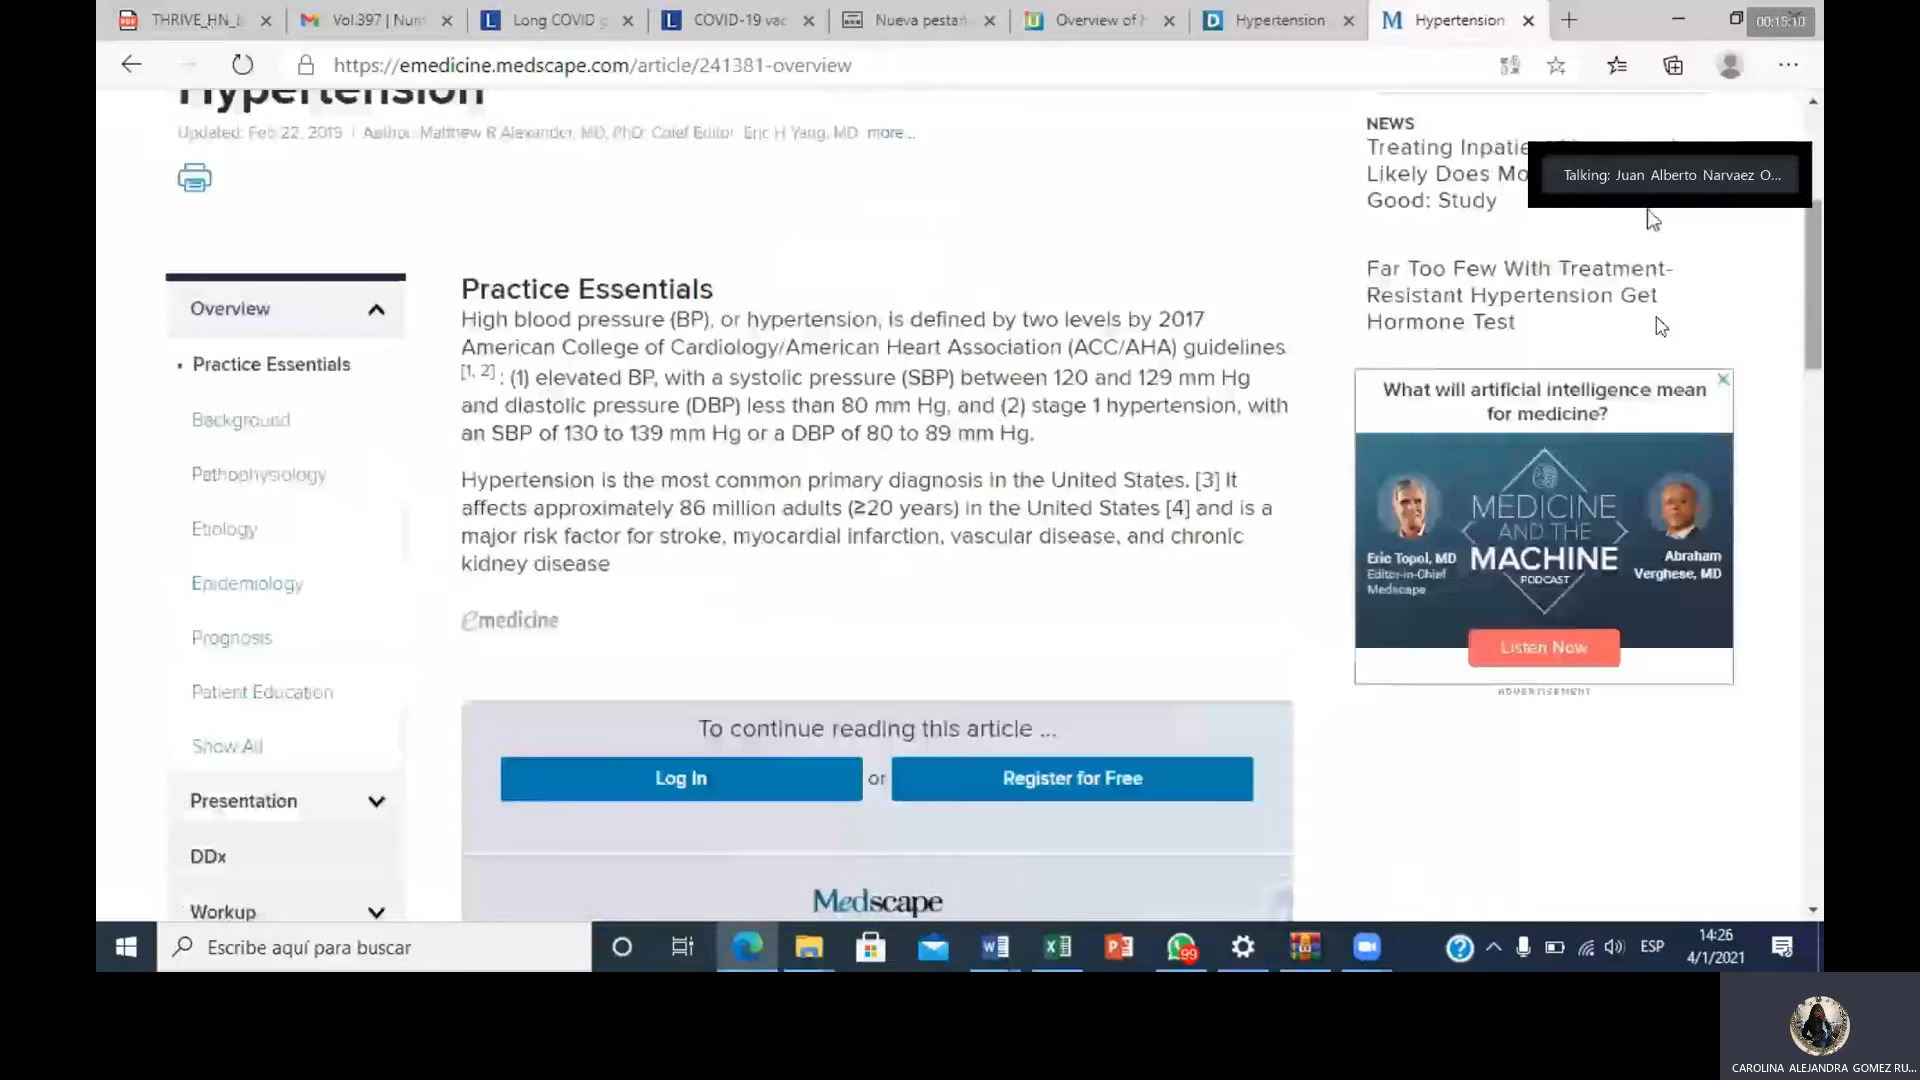 THRIVE_HN_
Vol.397 | Num
Long COVID g
COVID-19 vac
Nueva pestañ
Overview of h
Hypertension
Hypertension
00:15:10
https://emedicine.medscape.com/article/241381-overview
Hypertension
Updated: Feb 22, 2019 | Author: Matthew R Alexander, MD, PhD; Chief Editor: Eric H Yang, MD more...
NEWS
Treating Inpatie
Likely Does Mo
Good: Study
Talking: Juan Alberto Narvaez O...
Far Too Few With Treatment-
Resistant Hypertension Get
Hormone Test
Overview
Practice Essentials
Background
Pathophysiology
Etiology
Epidemiology
Prognosis
Patient Education
Show All
Presentation
DDx
Workup
Practice Essentials
High blood pressure (BP), or hypertension, is defined by two levels by 2017
American College of Cardiology/American Heart Association (ACC/AHA) guidelines
[1, 2] : (1) elevated BP, with a systolic pressure (SBP) between 120 and 129 mm Hg
and diastolic pressure (DBP) less than 80 mm Hg, and (2) stage 1 hypertension, with
an SBP of 130 to 139 mm Hg or a DBP of 80 to 89 mm Hg.
Hypertension is the most common primary diagnosis in the United States. [3] It
affects approximately 86 million adults (≥20 years) in the United States [4] and is a
major risk factor for stroke, myocardial infarction, vascular disease, and chronic
kidney disease
emedicine
To continue reading this article ...
Log In
or
Register for Free
Medscape
What will artificial intelligence mean
for medicine?
MEDICINE
AND THE
MACHINE
PODCAST
Eric Topol, MD
Editor-in-Chief
Medscape
Abraham
Verghese, MD
Listen Now
ADVERTISEMENT
Escribe aquí para buscar
99
ESP
14:26
4/1/2021
CAROLINA ALEJANDRA GOMEZ RU...